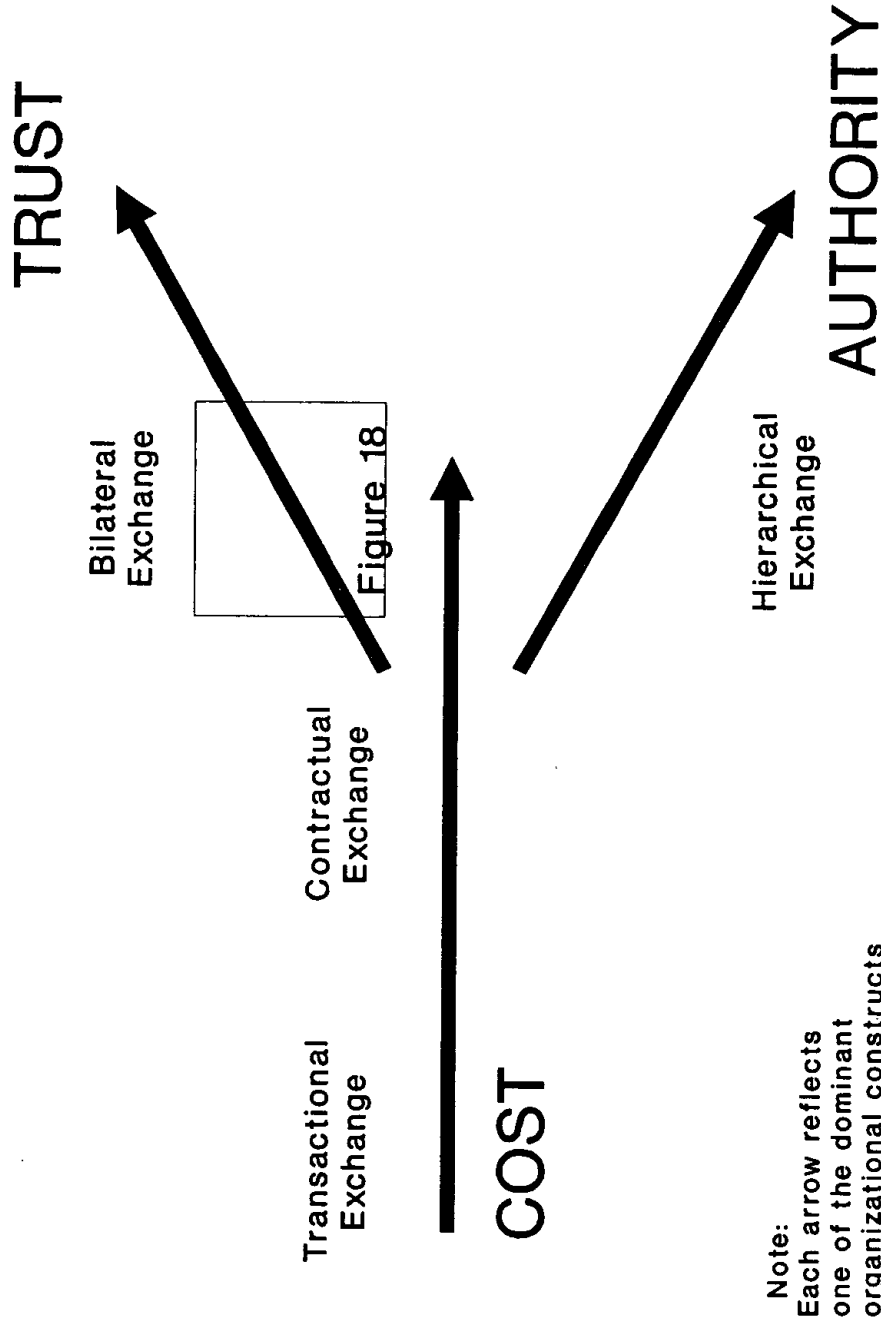 TRUST
Bilateral
Exchange
Figure 18
Contractual
Exchange
Transactional
Exchange
COST
Hierarchical
Exchange
AUTHORITY
Note:
Each arrow reflects
one of the dominant
organizational constructs